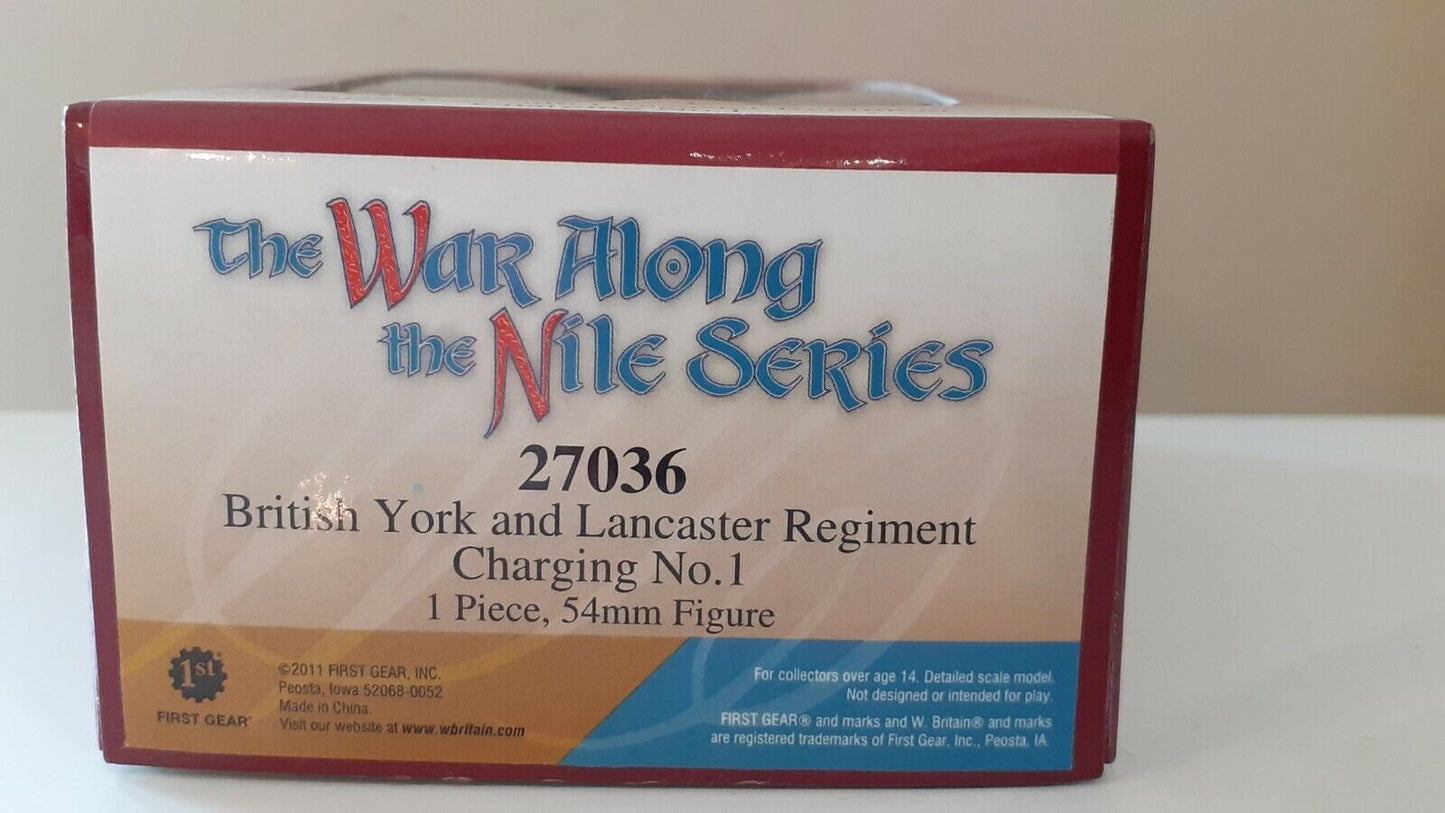 The War Along
the Nile Series
27036
British York and Lancaster Regiment
Charging No.1
1 Piece, 54mm Figure
1st
FIRST GEAR
©2011 FIRST GEAR, INC.
Peosta, Iowa 52068-0052
Made in China.
Visit our website at www.wbritain.com
For collectors over age 14. Detailed scale model.
Not designed or intended for play.
FIRST GEAR® and marks and W. Britain® and marks
are registered trademarks of First Gear, Inc., Peosta, IA.